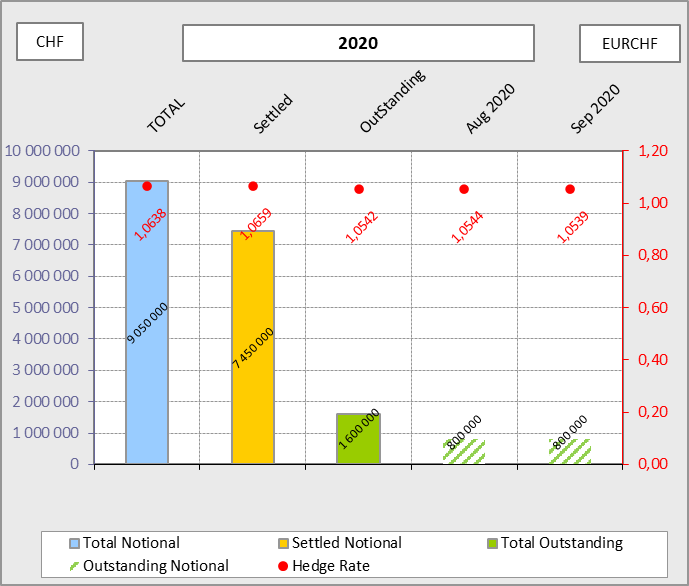 CHF
2020
EURCHF
TOTAL
Settled
OutStanding
Aug 2020
Sep 2020
10 000 000
9 000 000
8 000 000
7 000 000
6 000 000
5 000 000
4 000 000
3 000 000
2 000 000
1 000 000
0
1,20
1,00
0,80
0,60
0,40
0,20
0,00
1,0638
1,0659
1,0542
1,0544
1,0539
9 050 000
7 450 000
1 600 000
800 000
800 000
Total Notional
Settled Notional
Total Outstanding
Outstanding Notional
Hedge Rate